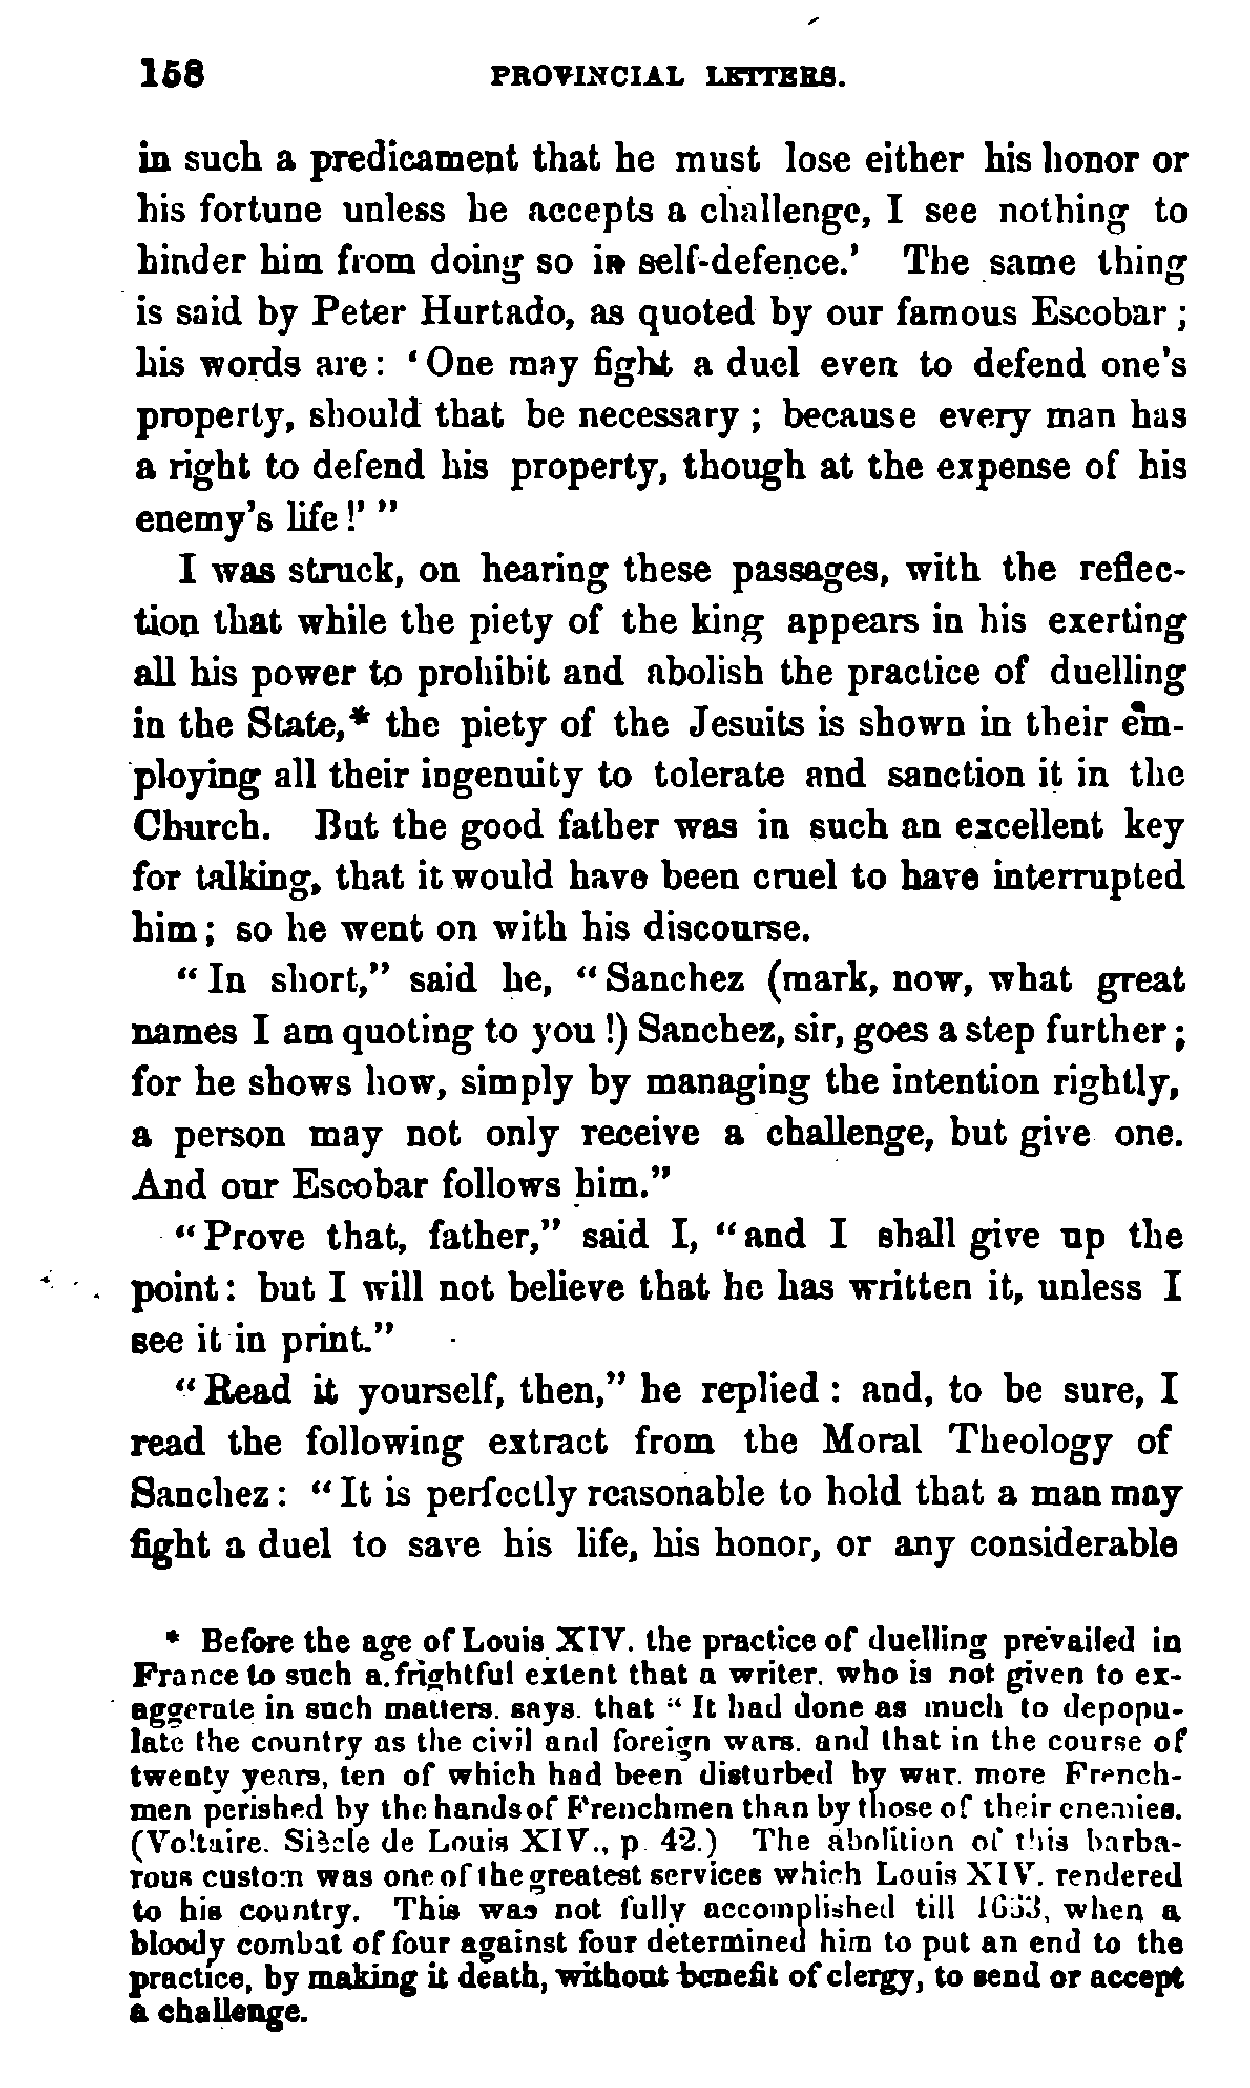 158 PROVINCIAL LETTERS.
in such a predicament that he must lose either his honor or
his fortune unless he accepts a challenge, I see nothing to
hinder him from doing so in self-defence.' The same thing
is said by Peter Hurtado, as quoted by our famous Escobar ;
his words are : ' One may fight a duel even to defend one's
property, should that be necessary ; because every man has
a right to defend his property, though at the expense of his
enemy's life !' "
I was struck, on hearing these passages, with the reflec-
tion that while the piety of the king appears in his exerting
all his power to prohibit and abolish the practice of duelling
in the State,* the piety of the Jesuits is shown in their em-
ploying all their ingenuity to tolerate and sanction it in the
Church. But the good father was in such an excellent key
for talking, that it would have been cruel to have interrupted
him ; so he went on with his discourse.
" In short," said he, " Sanchez (mark, now, what great
names I am quoting to you !) Sanchez, sir, goes a step further ;
for he shows how, simply by managing the intention rightly,
a person may not only receive a challenge, but give one.
And our Escobar follows him."
" Prove that, father," said I, " and I shall give up the
point : but I will not believe that he has written it, unless I
see it in print."
" Read it yourself, then," he replied : and, to be sure, I
read the following extract from the Moral Theology of
Sanchez : " It is perfectly reasonable to hold that a man may
fight a duel to save his life, his honor, or any considerable
* Before the age of Louis XIV. the practice of duelling prevailed in
France to such a frightful extent that a writer. who is not given to ex-
aggerate in such matters. says. that " It had done as much to depopu-
late the country as the civil and foreign wars. and that in the course of
twenty years, ten of which had been disturbed by war. more French-
men perished by the hands of Frenchmen than by those of their enemies.
(Voltaire. Siècle de Louis XIV., p. 42.) The abolition of this barba-
rous custom was one of the greatest services which Louis XIV. rendered
to his country. This was not fully accomplished till 1653, when a
bloody combat of four against four determined him to put an end to the
practice, by making it death, without benefit of clergy, to send or accept
a challenge.